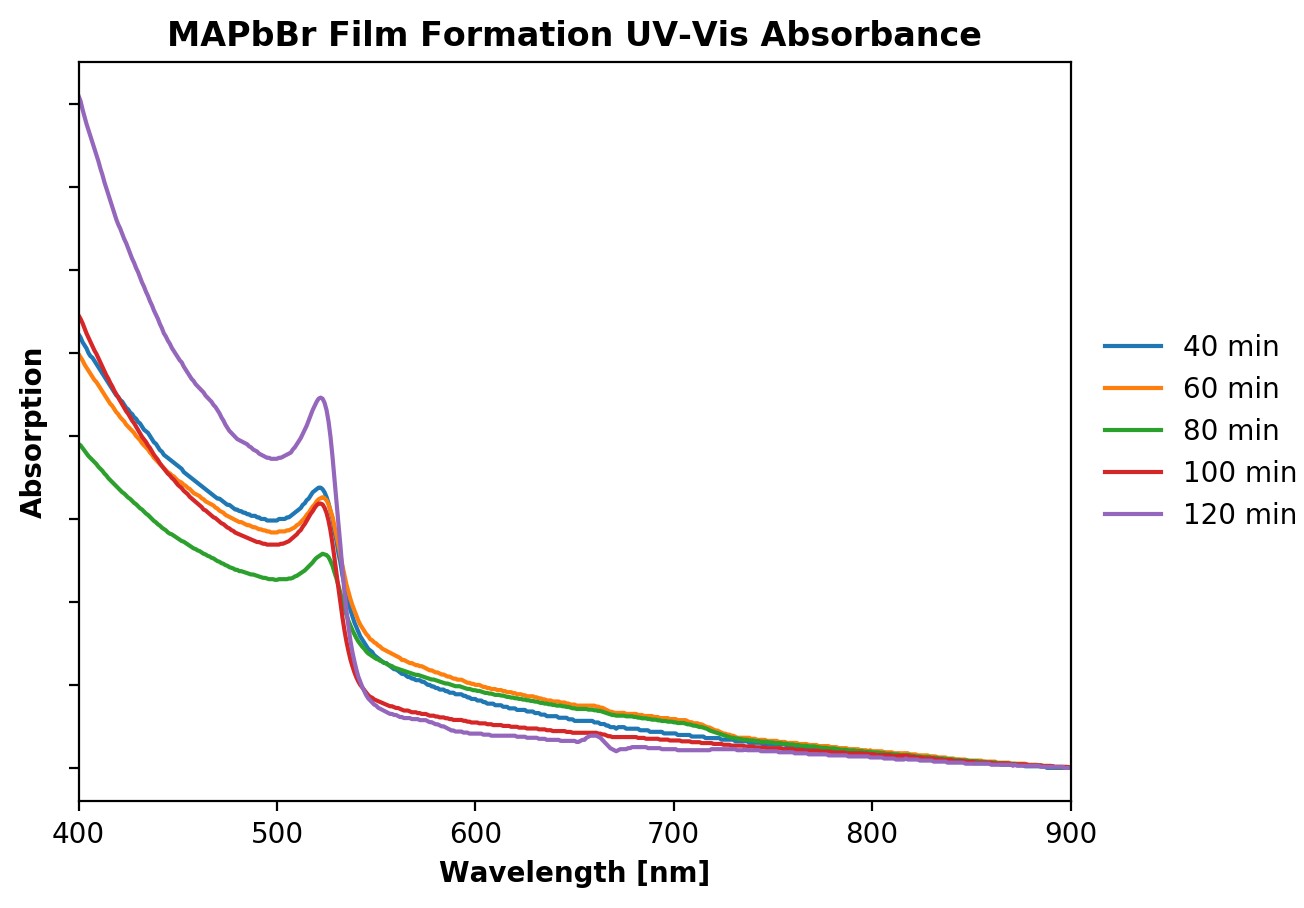 MAPbBr Film Formation UV-Vis Absorbance
Absorption
400 500 600 700 800 900
Wavelength [nm]
40 min
60 min
80 min
100 min
120 min